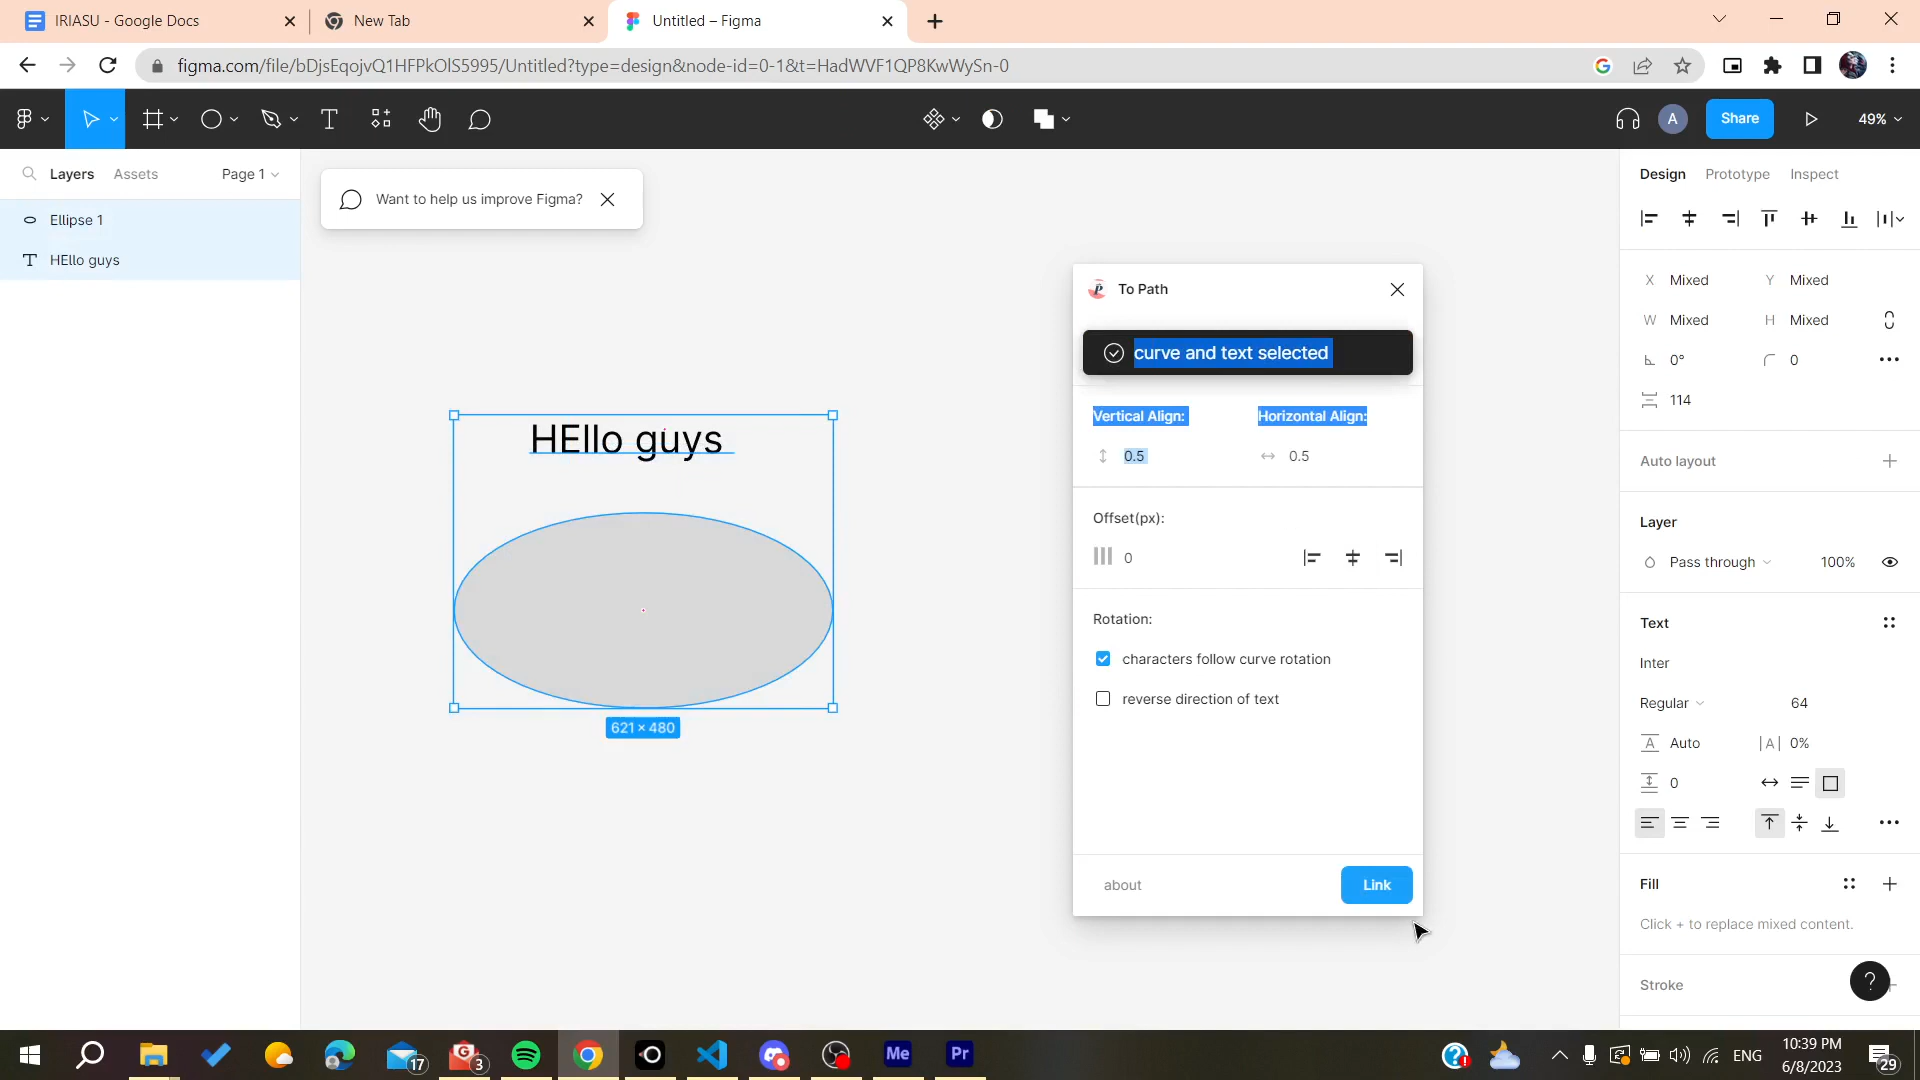 IRIASU - Google Docs
New Tab
Untitled – Figma
figma.com/file/bDjsEqojvQ1HFPkOlS5995/Untitled?type=design&node-id=0-1&t=HadWVF1QP8KwWySn-0
A
Share
49%
Layers
Assets
Page 1
Ellipse 1
HEllo guys
Want to help us improve Figma?
HEllo guys
621 × 480
To Path
curve and text selected
Vertical Align:
Horizontal Align:
0.5
0.5
Offset(px):
0
Rotation:
characters follow curve rotation
reverse direction of text
about
Link
Design
Prototype
Inspect
X Mixed
Y Mixed
W Mixed
H Mixed
0°
0
114
Auto layout
Layer
Pass through
100%
Text
Inter
Regular
64
Auto
0%
0
Fill
Click + to replace mixed content.
Stroke
?
17
3
Me
Pr
ENG
10:39 PM
6/8/2023
29